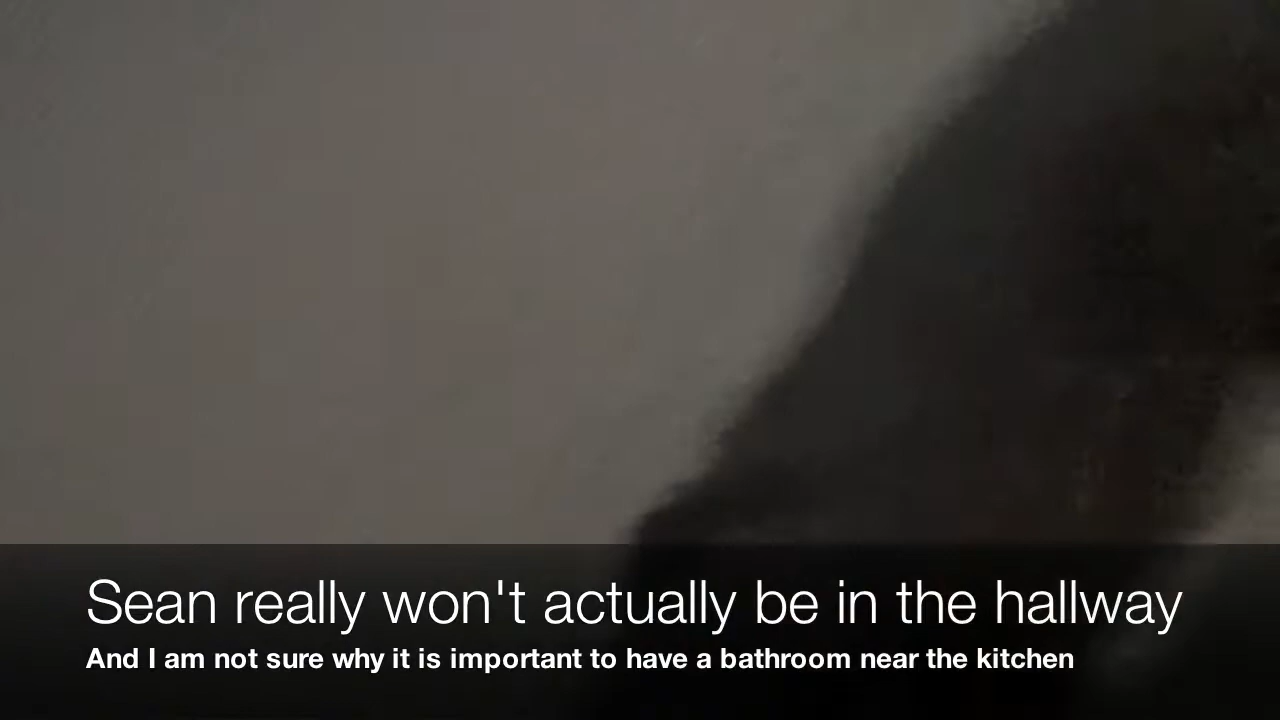 Sean really won't actually be in the hallway
And I am not sure why it is important to have a bathroom near the kitchen